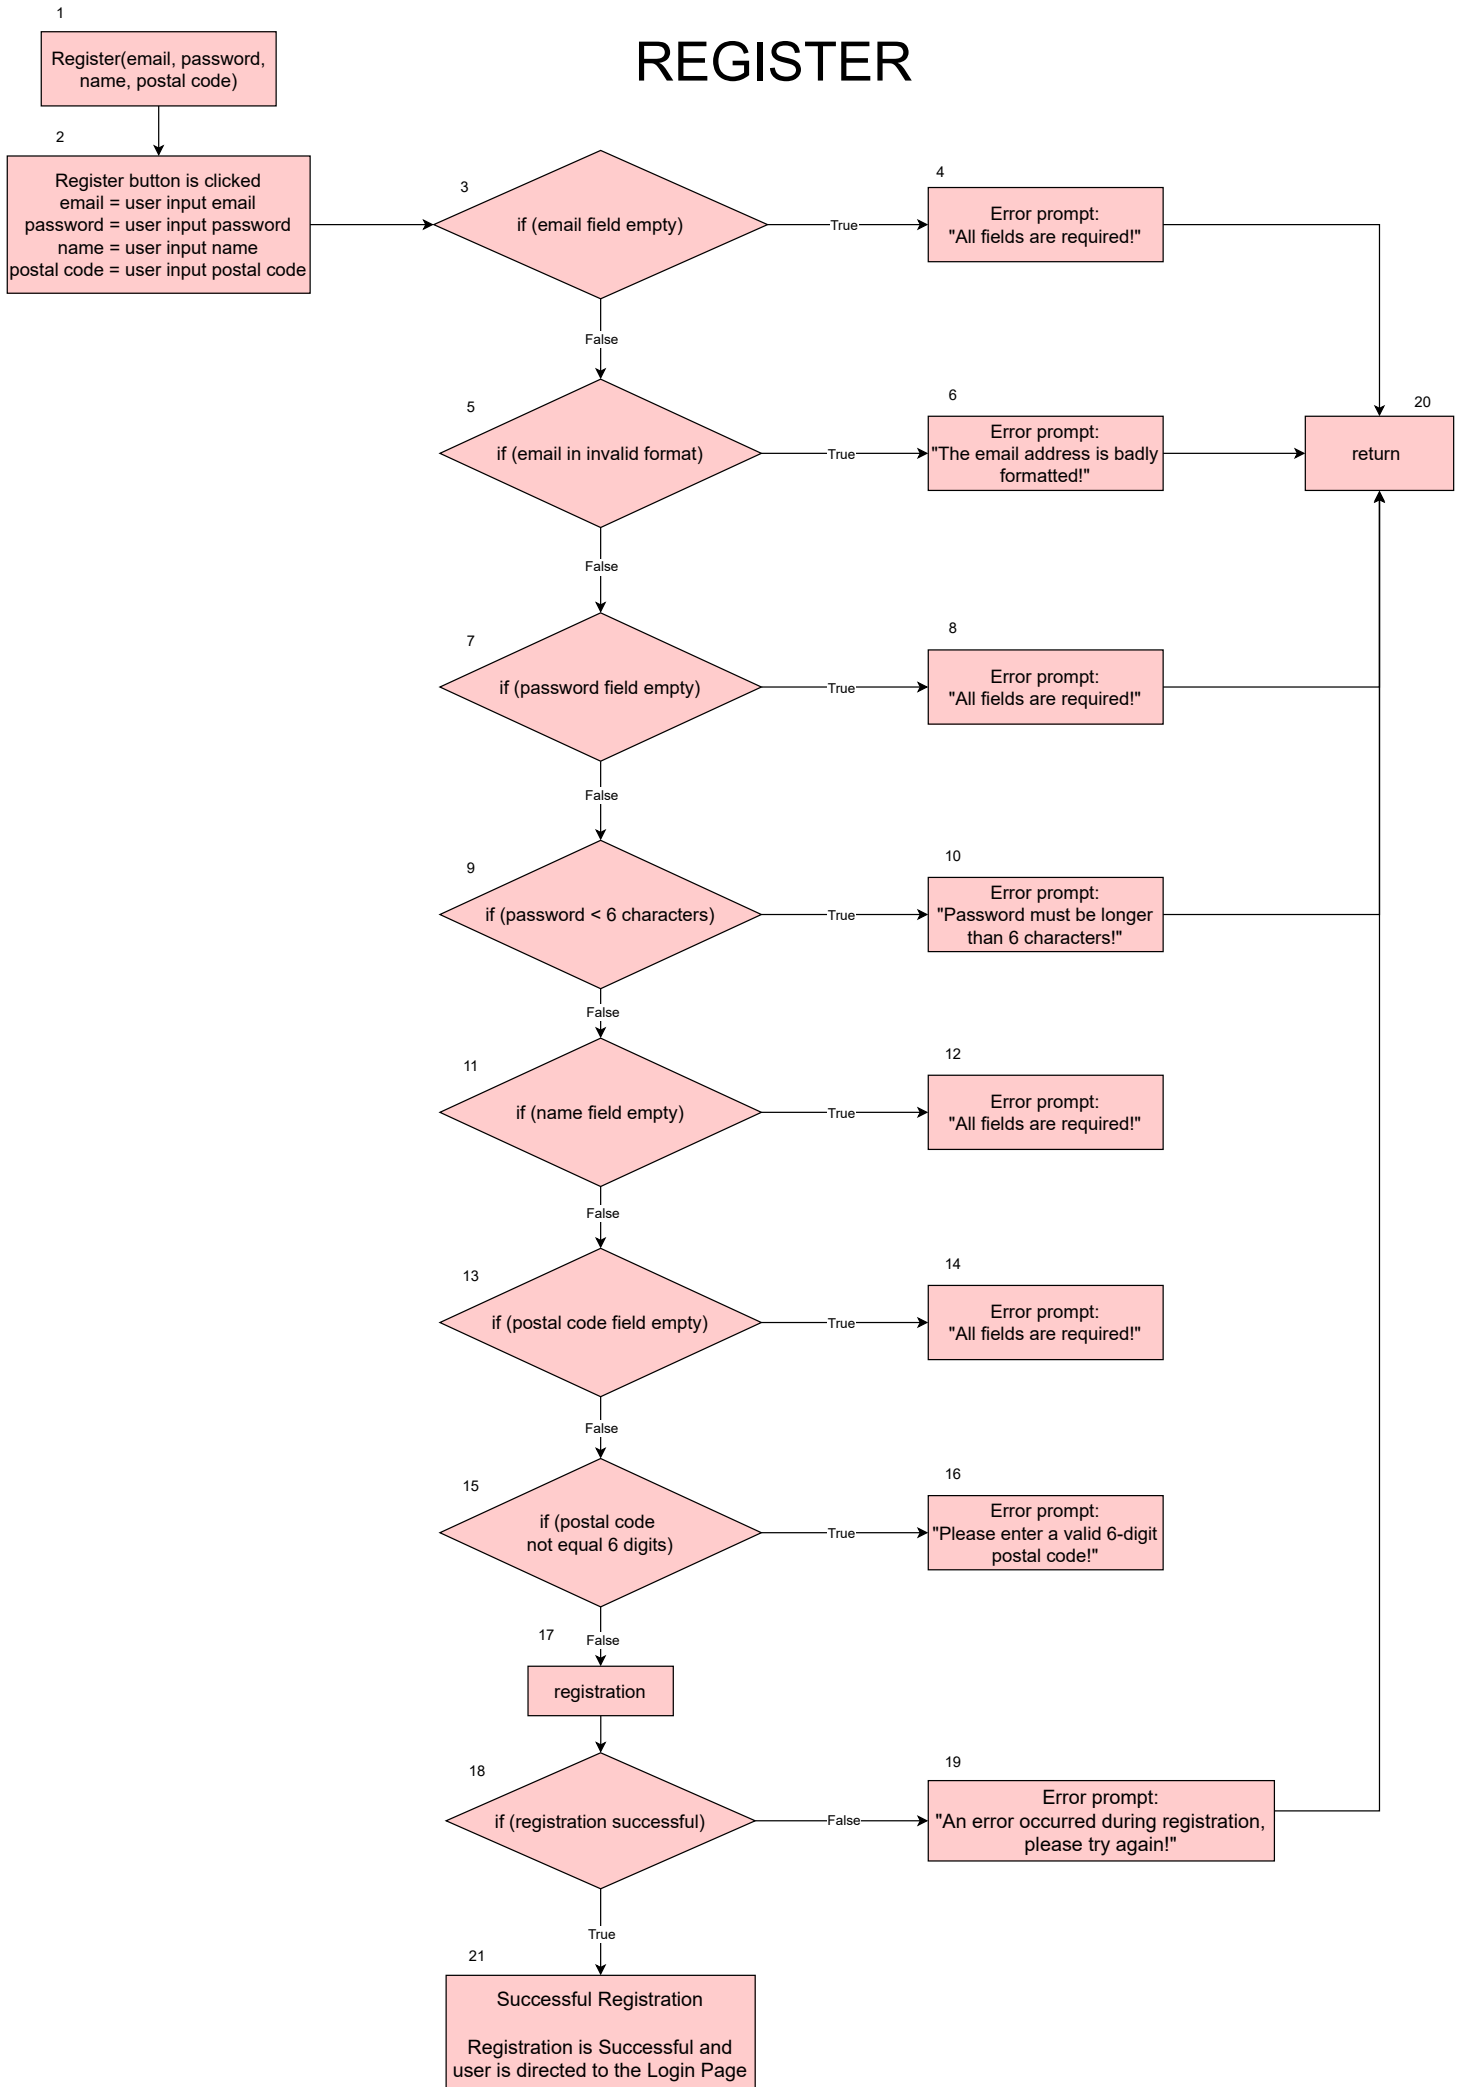 1
Register(email, password,
name, postal code)
REGISTER
2
Register button is clicked
email = user input email
password = user input password
name = user input name
postal code = user input postal code
3
if (email field empty)
True
4
Error prompt:
"All fields are required!"
False
5
if (email in invalid format)
True
6
Error prompt:
"The email address is badly
formatted!"
20
return
False
7
if (password field empty)
True
8
Error prompt:
"All fields are required!"
False
9
if (password < 6 characters)
True
10
Error prompt:
"Password must be longer
than 6 characters!"
False
11
if (name field empty)
True
12
Error prompt:
"All fields are required!"
False
13
if (postal code field empty)
True
14
Error prompt:
"All fields are required!"
False
15
if (postal code
not equal 6 digits)
True
16
Error prompt:
"Please enter a valid 6-digit
postal code!"
False
17
registration
18
if (registration successful)
False
19
Error prompt:
"An error occurred during registration,
please try again!"
True
21
Successful Registration
Registration is Successful and
user is directed to the Login Page